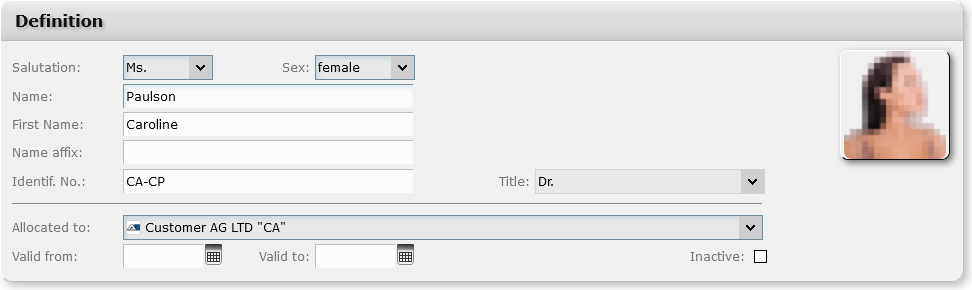 Definition
Salutation: Ms. Sex: female
Name: Paulson
First Name: Caroline
Name affix:
Identif. No.: CA-CP Title: Dr.
Allocated to: Customer AG LTD "CA"
Valid from: Valid to: Inactive: